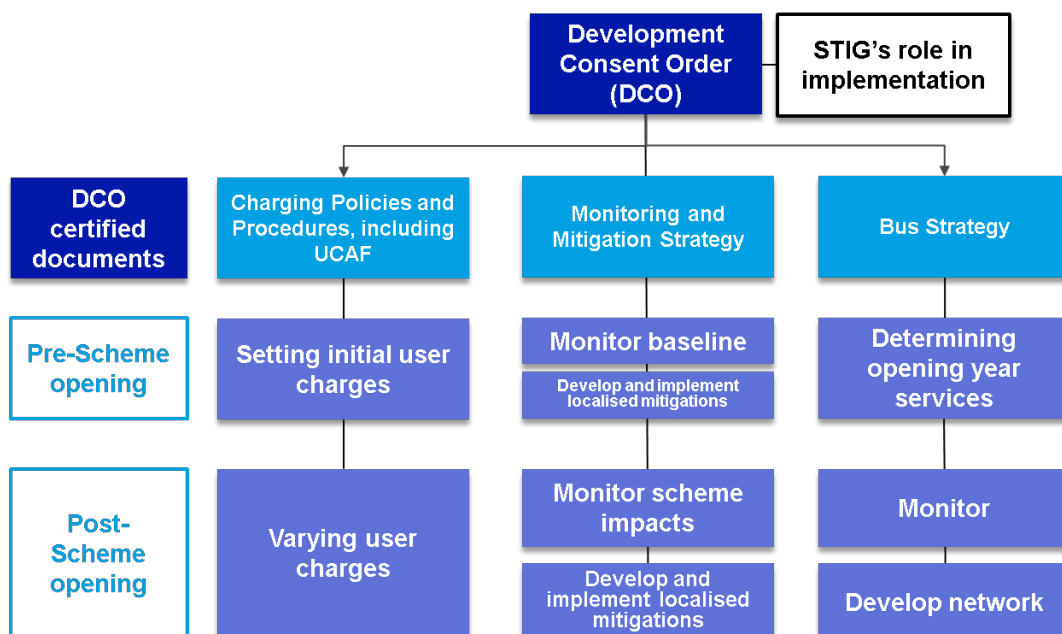 Development
Consent Order
(DCO)
STIG's role in
implementation
DCO
certified
documents
Charging Policies and
Procedures, including
UCAF
Monitoring and
Mitigation Strategy
Bus Strategy
Pre-Scheme
opening
Setting initial user
charges
Monitor baseline
Develop and implement
localised mitigations
Determining
opening year
services
Post-
Scheme
opening
Varying user
charges
Monitor scheme
impacts
Develop and
implement localised
mitigations
Monitor
Develop network